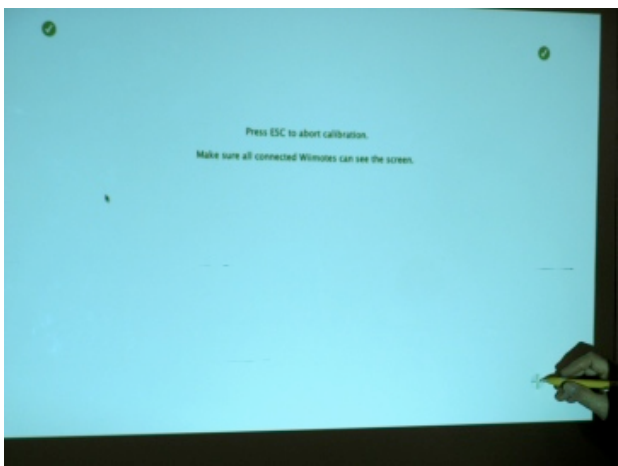 Press ESC to abort calibration.
Make sure all connected Wiimotes can see the screen.